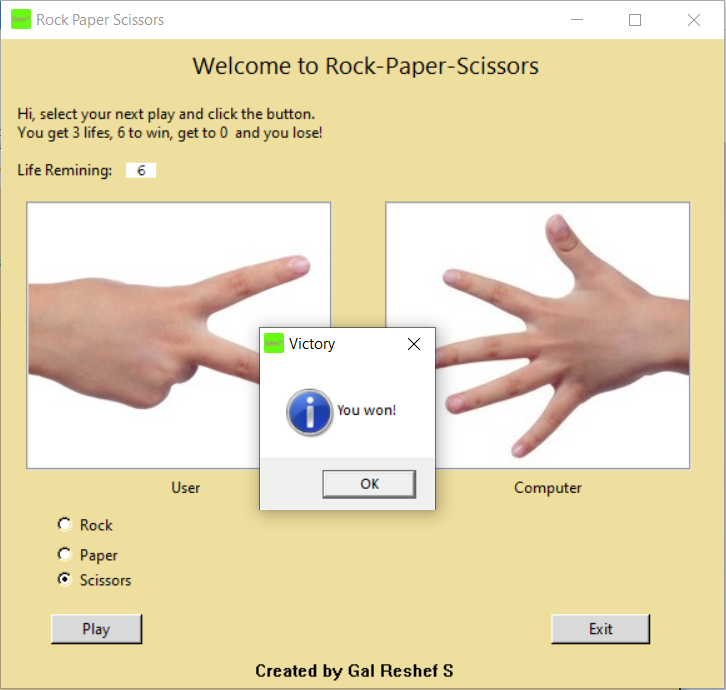 Rock Paper Scissors
Welcome to Rock-Paper-Scissors
Hi, select your next play and click the button.
You get 3 lifes, 6 to win, get to 0 and you lose!
Life Remining: 6
Victory
You won!
OK
User
Computer
Rock
Paper
Scissors
Play
Exit
Created by Gal Reshef S